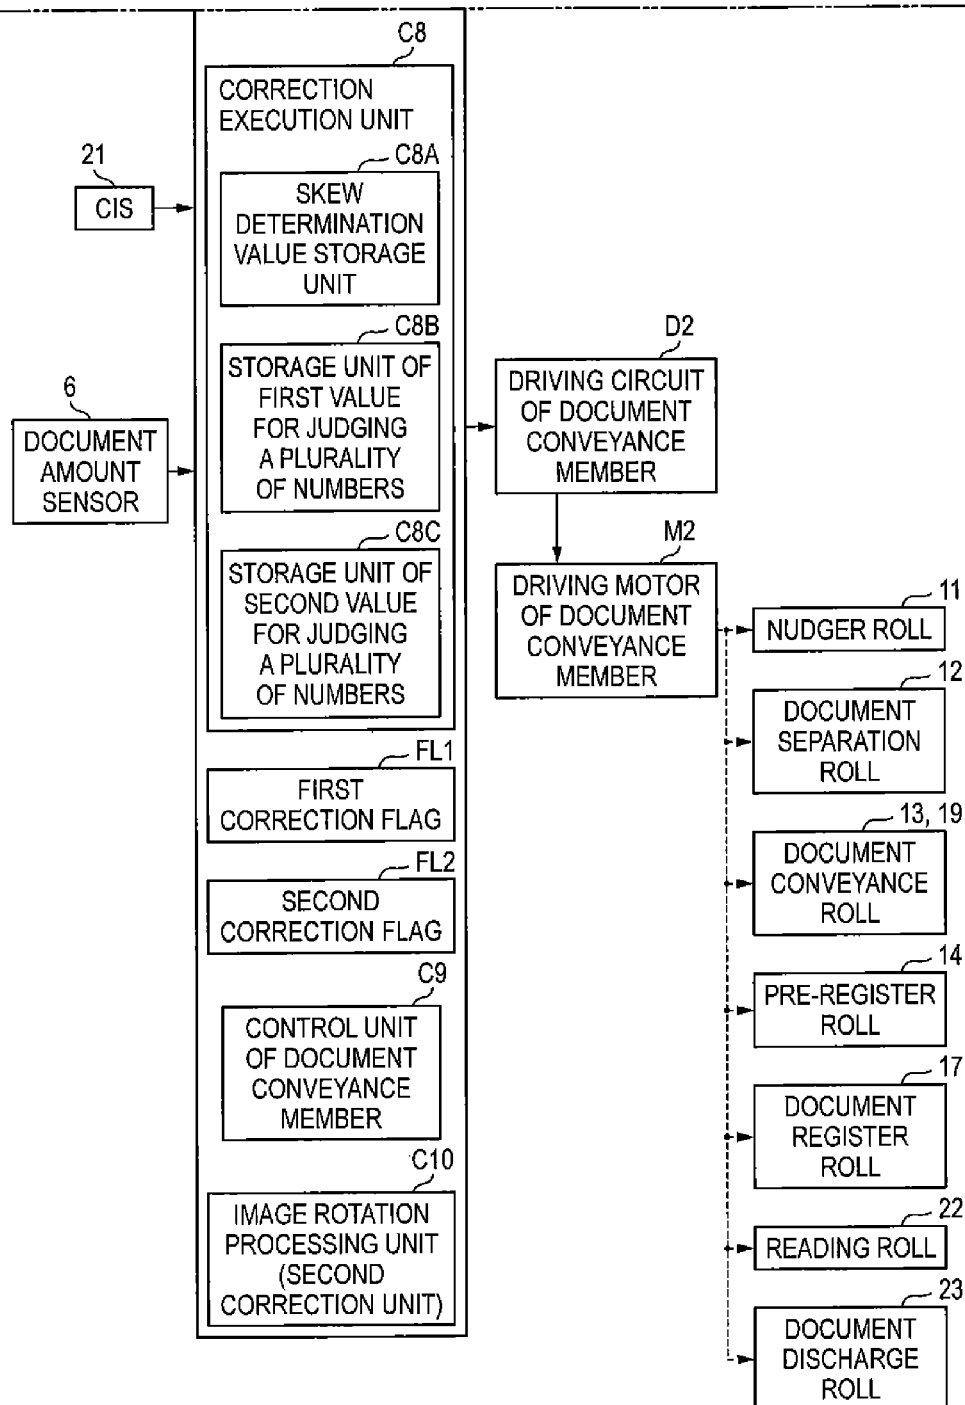 C8
CORRECTION
EXECUTION UNIT
C8A
SKEW
DETERMINATION
VALUE STORAGE
UNIT
21
CIS
C8B
STORAGE UNIT OF
FIRST VALUE
FOR JUDGING
A PLURALITY
OF NUMBERS
6
DOCUMENT
AMOUNT
SENSOR
C8C
STORAGE UNIT OF
SECOND VALUE
FOR JUDGING
A PLURALITY
OF NUMBERS
FL1
FIRST
CORRECTION FLAG
FL2
SECOND
CORRECTION FLAG
C9
CONTROL UNIT
OF DOCUMENT
CONVEYANCE
MEMBER
C10
IMAGE ROTATION
PROCESSING UNIT
(SECOND
CORRECTION UNIT)
D2
DRIVING CIRCUIT
OF DOCUMENT
CONVEYANCE
MEMBER
M2
DRIVING MOTOR
OF DOCUMENT
CONVEYANCE
MEMBER
11
NUDGER ROLL
12
DOCUMENT
SEPARATION
ROLL
13, 19
DOCUMENT
CONVEYANCE
ROLL
14
PRE-REGISTER
ROLL
17
DOCUMENT
REGISTER
ROLL
22
READING ROLL
23
DOCUMENT
DISCHARGE
ROLL